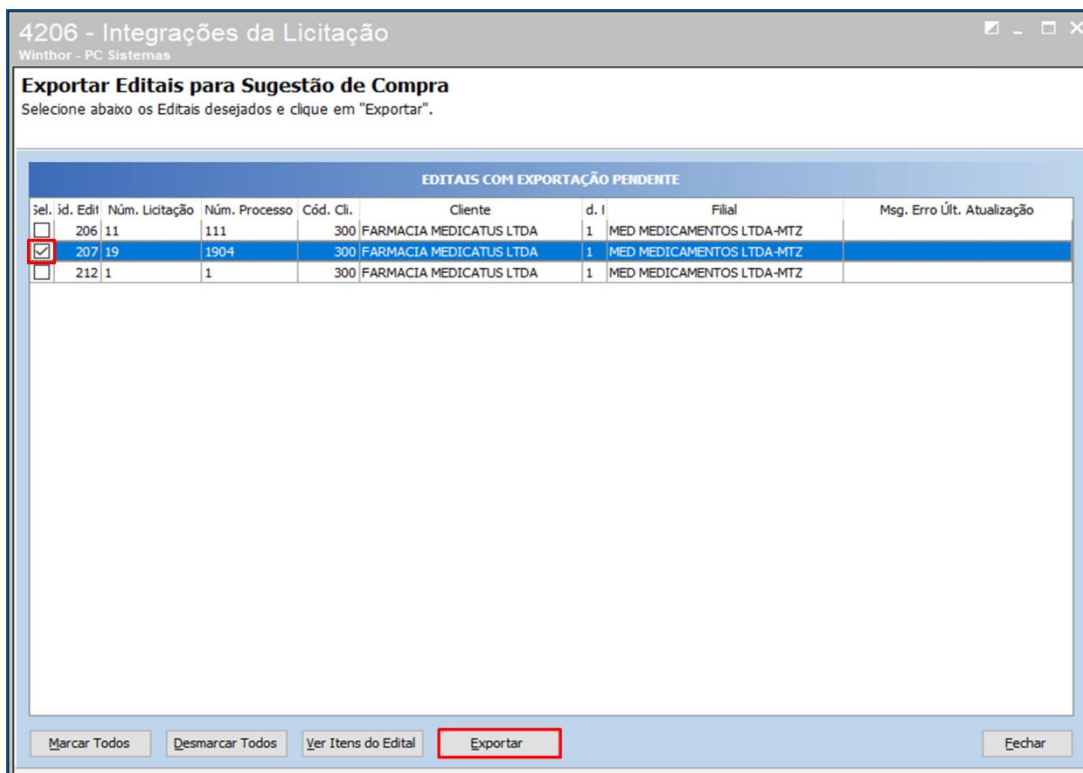 4206 - Integrações da Licitação
Winthor - PC Sistemas
Exportar Editais para Sugestão de Compra
Selecione abaixo os Editais desejados e clique em "Exportar".
EDITAIS COM EXPORTAÇÃO PENDENTE
Sel. ód. Edit Núm. Licitação Núm. Processo Cód. Cli. Cliente d. I Filial Msg. Erro Últ. Atualização
206 11 111 300 FARMACIA MEDICATUS LTDA 1 MED MEDICAMENTOS LTDA-MTZ
207 19 1904 300 FARMACIA MEDICATUS LTDA 1 MED MEDICAMENTOS LTDA-MTZ
212 1 1 300 FARMACIA MEDICATUS LTDA 1 MED MEDICAMENTOS LTDA-MTZ
Marcar Todos Desmarcar Todos Ver Itens do Edital Exportar Fechar